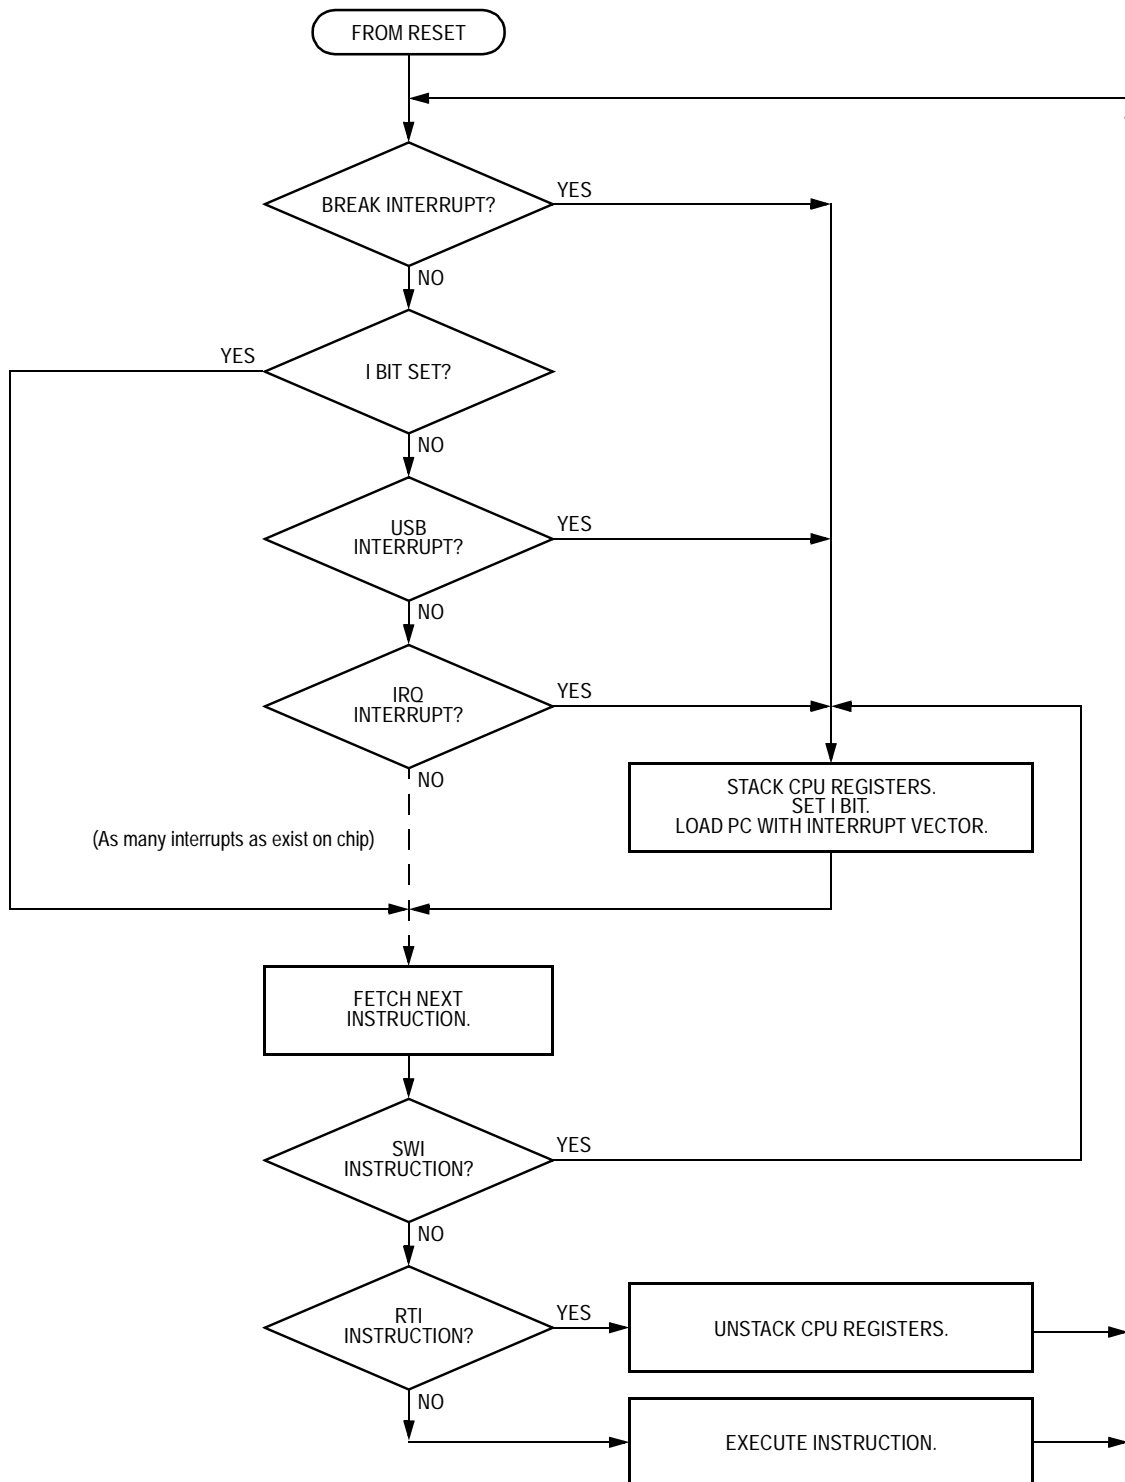 FROM RESET
BREAK INTERRUPT?
YES
NO
YES
I BIT SET?
NO
USB
INTERRUPT?
YES
NO
IRQ
INTERRUPT?
YES
NO
STACK CPU REGISTERS.
SET I BIT.
LOAD PC WITH INTERRUPT VECTOR.
(As many interrupts as exist on chip)
FETCH NEXT
INSTRUCTION.
SWI
INSTRUCTION?
YES
NO
RTI
INSTRUCTION?
YES
UNSTACK CPU REGISTERS.
NO
EXECUTE INSTRUCTION.